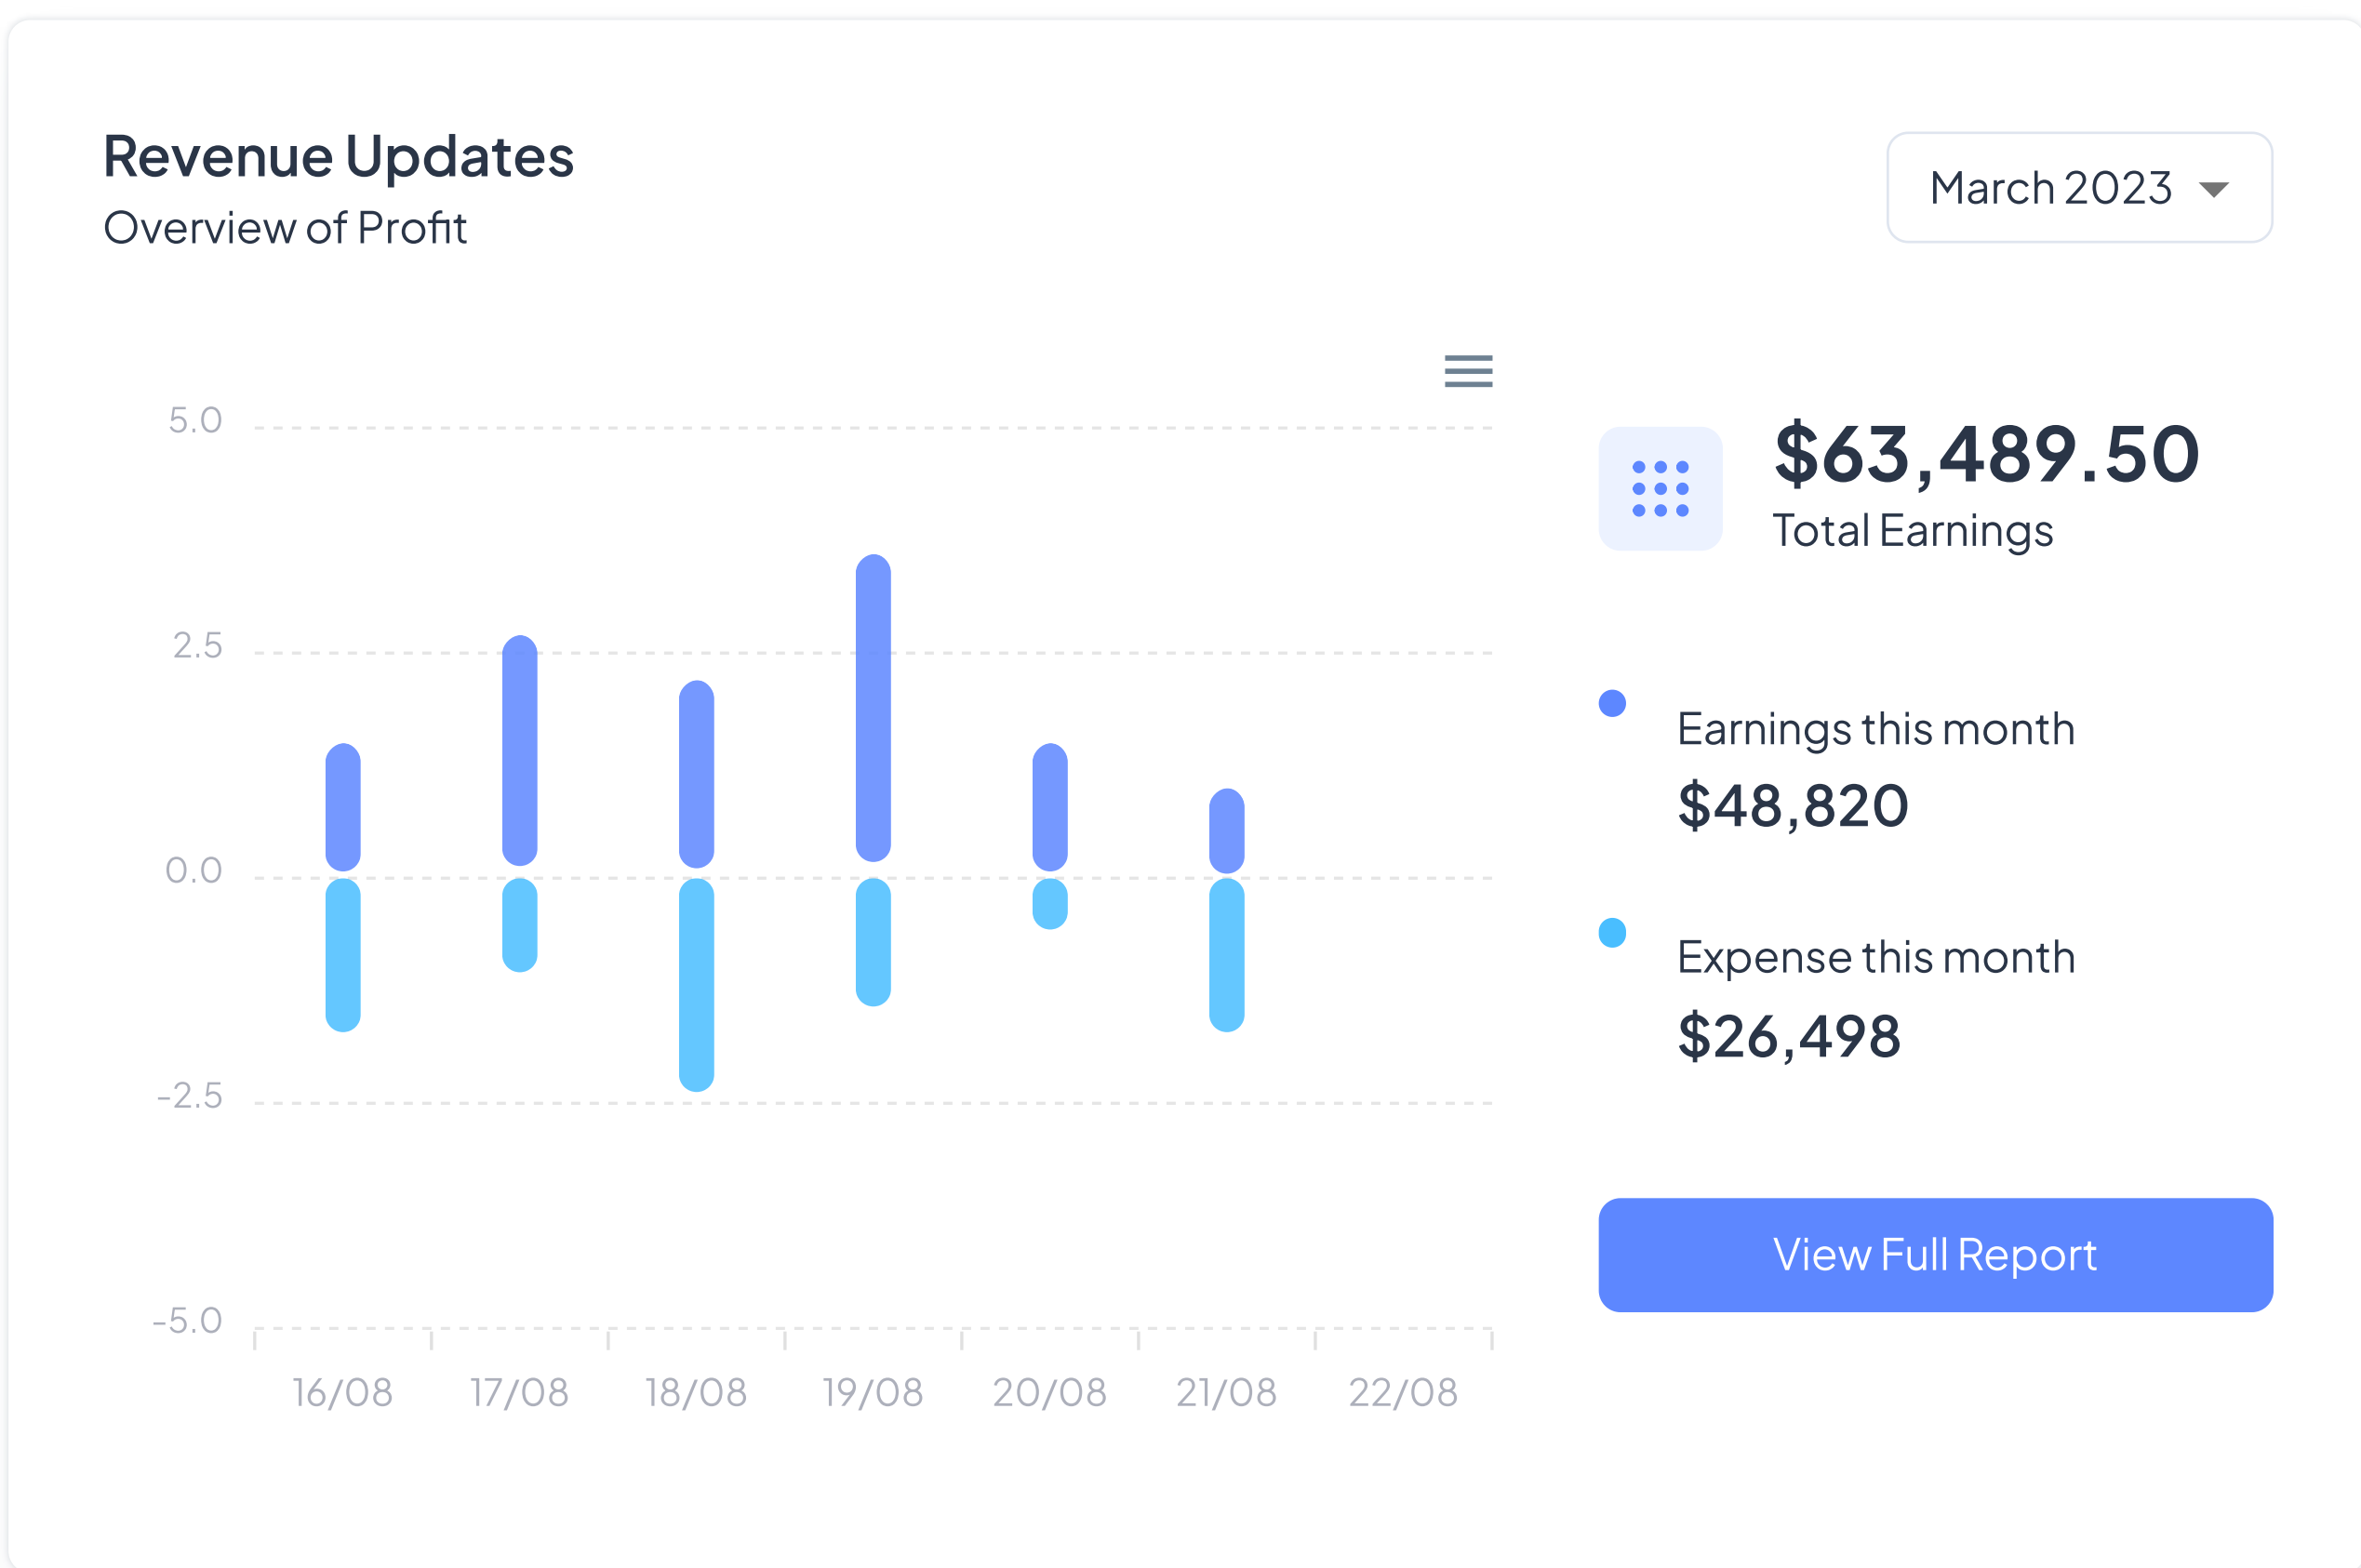 Revenue Updates
Overview of Profit
March 2023
5.0
2.5
0.0
-2.5
-5.0
16/08
17/08
18/08
19/08
20/08
21/08
22/08
$63,489.50
Total Earnings
Earnings this month
$48,820
Expense this month
$26,498
View Full Report